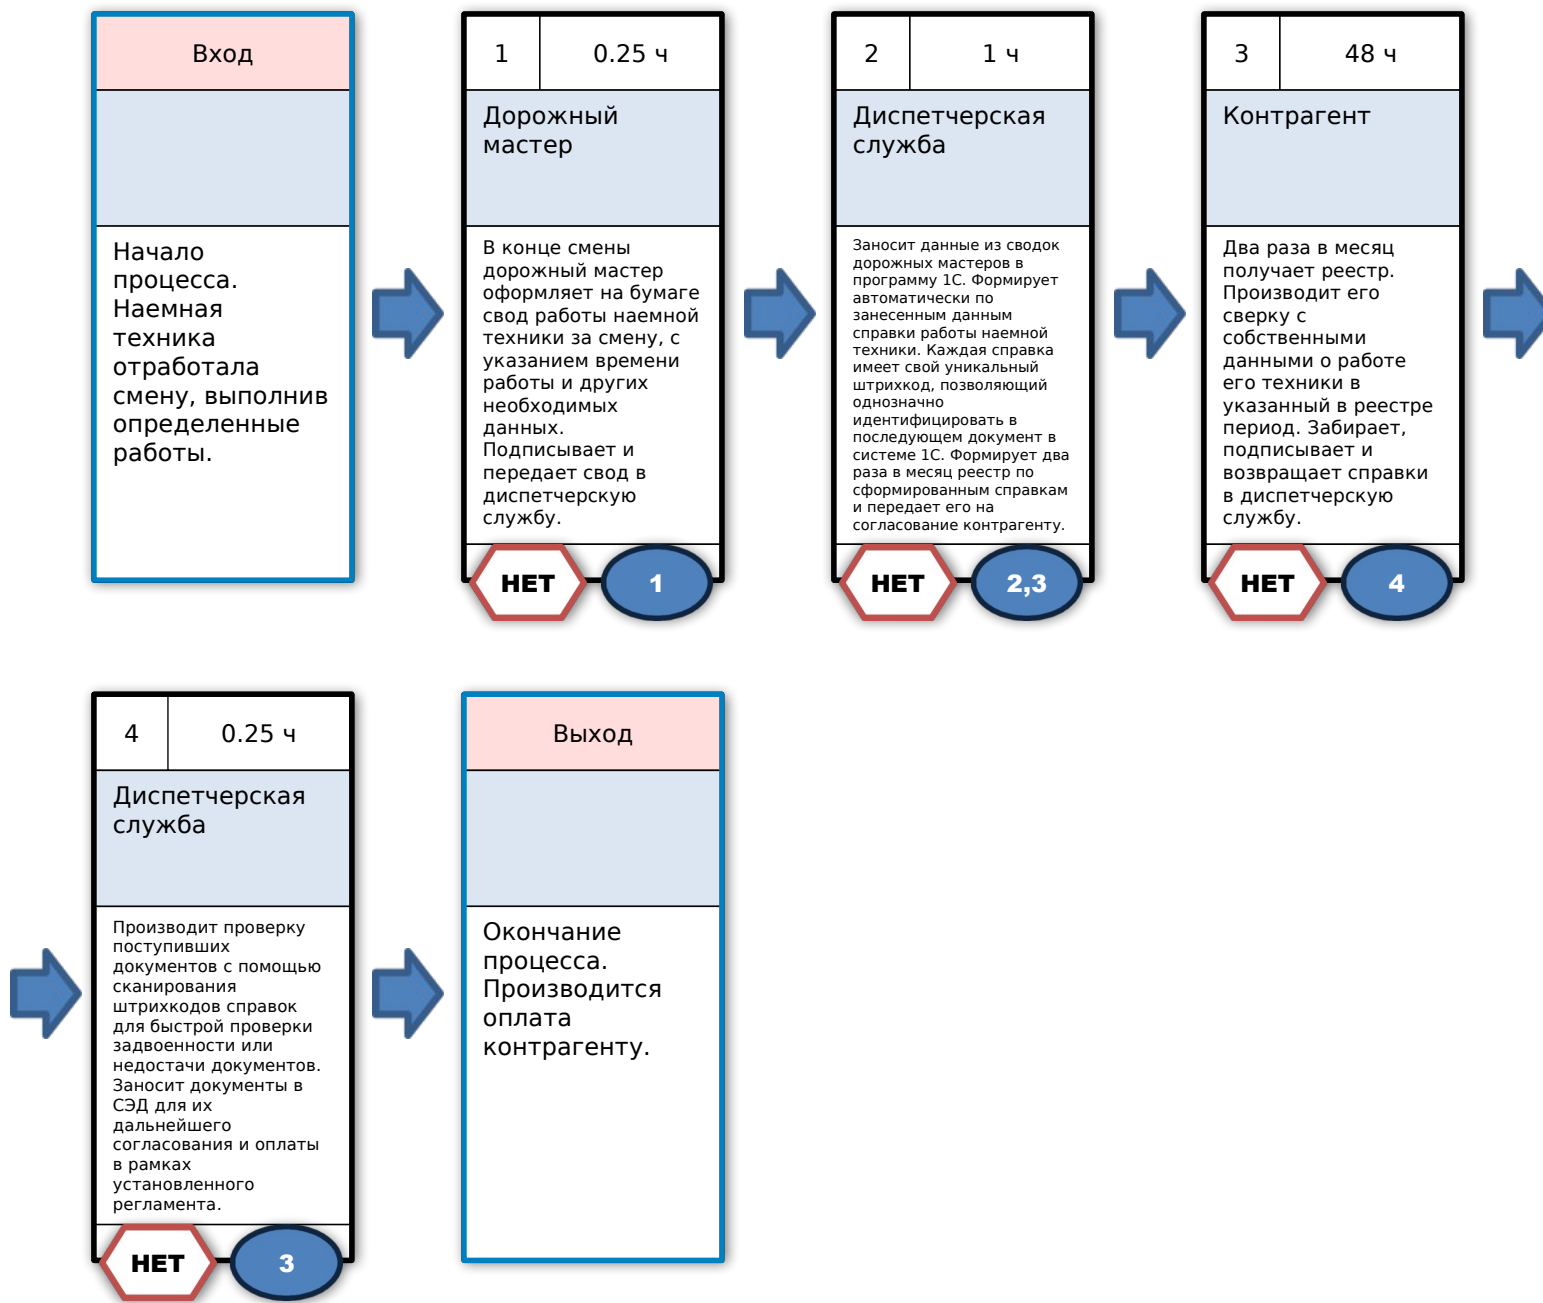 Вход
Начало
процесса.
Наемная
техника
отработала
смену, выполнив
определенные
работы.
1
0.25 ч
Дорожный
мастер
В конце смены
дорожный мастер
оформляет на бумаге
свод работы наемной
техники за смену, с
указанием времени
работы и других
необходимых
данных.
Подписывает и
передает свод в
диспетчерскую
службу.
НЕТ
1
2
1 ч
Диспетчерская
служба
Заносит данные из сводок
дорожных мастеров в
программу 1С. Формирует
автоматически по
занесенным данным
справки работы наемной
техники. Каждая справка
имеет свой уникальный
штрихкод, позволяющий
однозначно
идентифицировать в
последующем документ в
системе 1С. Формирует два
раза в месяц реестр по
сформированным справкам
и передает его на
согласование контрагенту.
НЕТ
2,3
3
48 ч
Контрагент
Два раза в месяц
получает реестр.
Производит его
сверку с
собственными
данными о работе
его техники в
указанный в реестре
период. Забирает,
подписывает и
возвращает справки
в диспетчерскую
службу.
НЕТ
4
4
0.25 ч
Диспетчерская
служба
Производит проверку
поступивших
документов с помощью
сканирования
штрихкодов справок
для быстрой проверки
задвоенности или
недостачи документов.
Заносит документы в
СЭД для их
дальнейшего
согласования и оплаты
в рамках
установленного
регламента.
НЕТ
3
Выход
Окончание
процесса.
Производится
оплата
контрагенту.